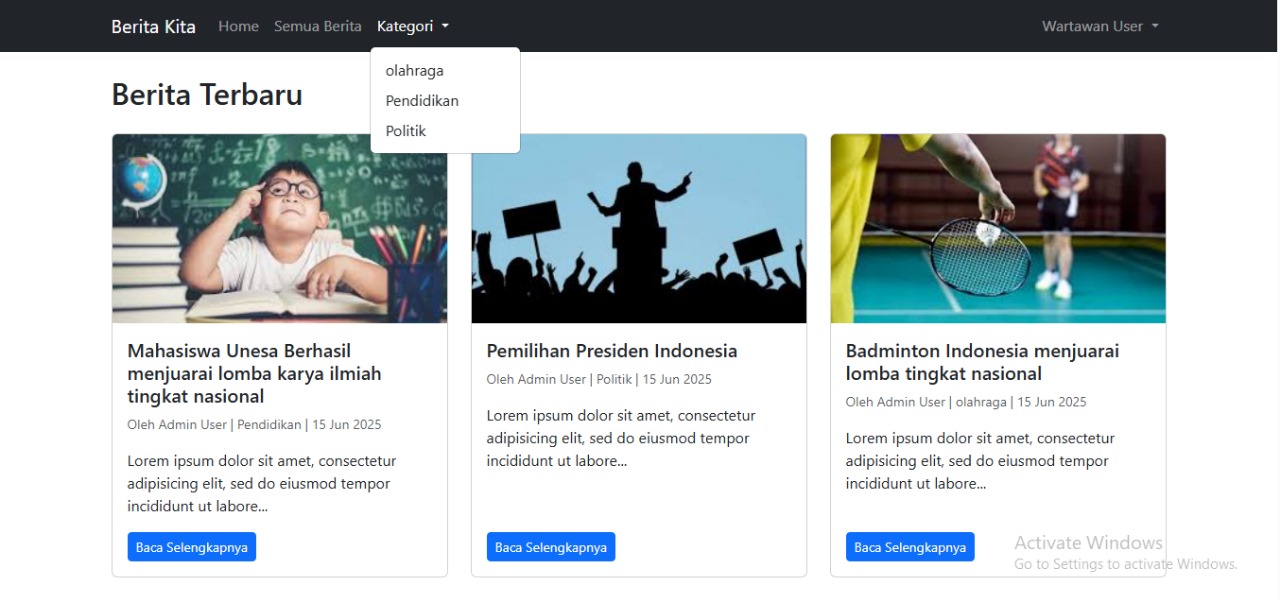 Berita Kita Home Semua Berita Kategori Wartawan User
olahraga
Pendidikan
Politik
Berita Terbaru
Mahasiswa Unesa Berhasil
menjuarai lomba karya ilmiah
tingkat nasional
Oleh Admin User | Pendidikan | 15 Jun 2025
Lorem ipsum dolor sit amet, consectetur
adipisicing elit, sed do eiusmod tempor
incididunt ut labore...
Baca Selengkapnya
Pemilihan Presiden Indonesia
Oleh Admin User | Politik | 15 Jun 2025
Lorem ipsum dolor sit amet, consectetur
adipisicing elit, sed do eiusmod tempor
incididunt ut labore...
Baca Selengkapnya
Badminton Indonesia menjuarai
lomba tingkat nasional
Oleh Admin User | olahraga | 15 Jun 2025
Lorem ipsum dolor sit amet, consectetur
adipisicing elit, sed do eiusmod tempor
incididunt ut labore...
Baca Selengkapnya
Activate Windows
Go to Settings to activate Windows.